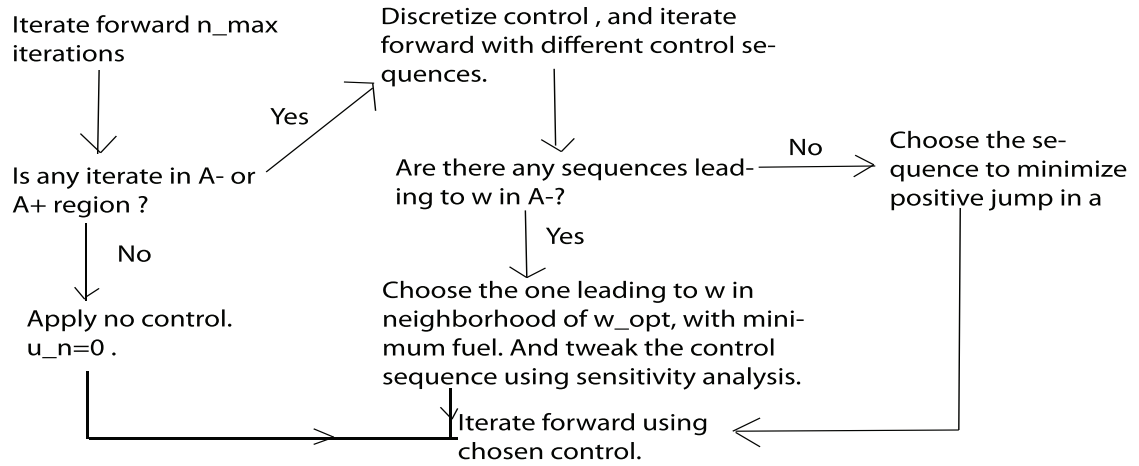 Iterate forward n_max
iterations
Discretize control , and iterate
forward with different control se-
quences.
Yes
Is any iterate in A- or
A+ region ?
Are there any sequences lead-
ing to w in A-?
No
Choose the se-
quence to minimize
positive jump in a
No
Yes
Apply no control.
u_n=0 .
Choose the one leading to w in
neighborhood of w_opt, with mini-
mum fuel. And tweak the control
sequence using sensitivity analysis.
Iterate forward using
chosen control.